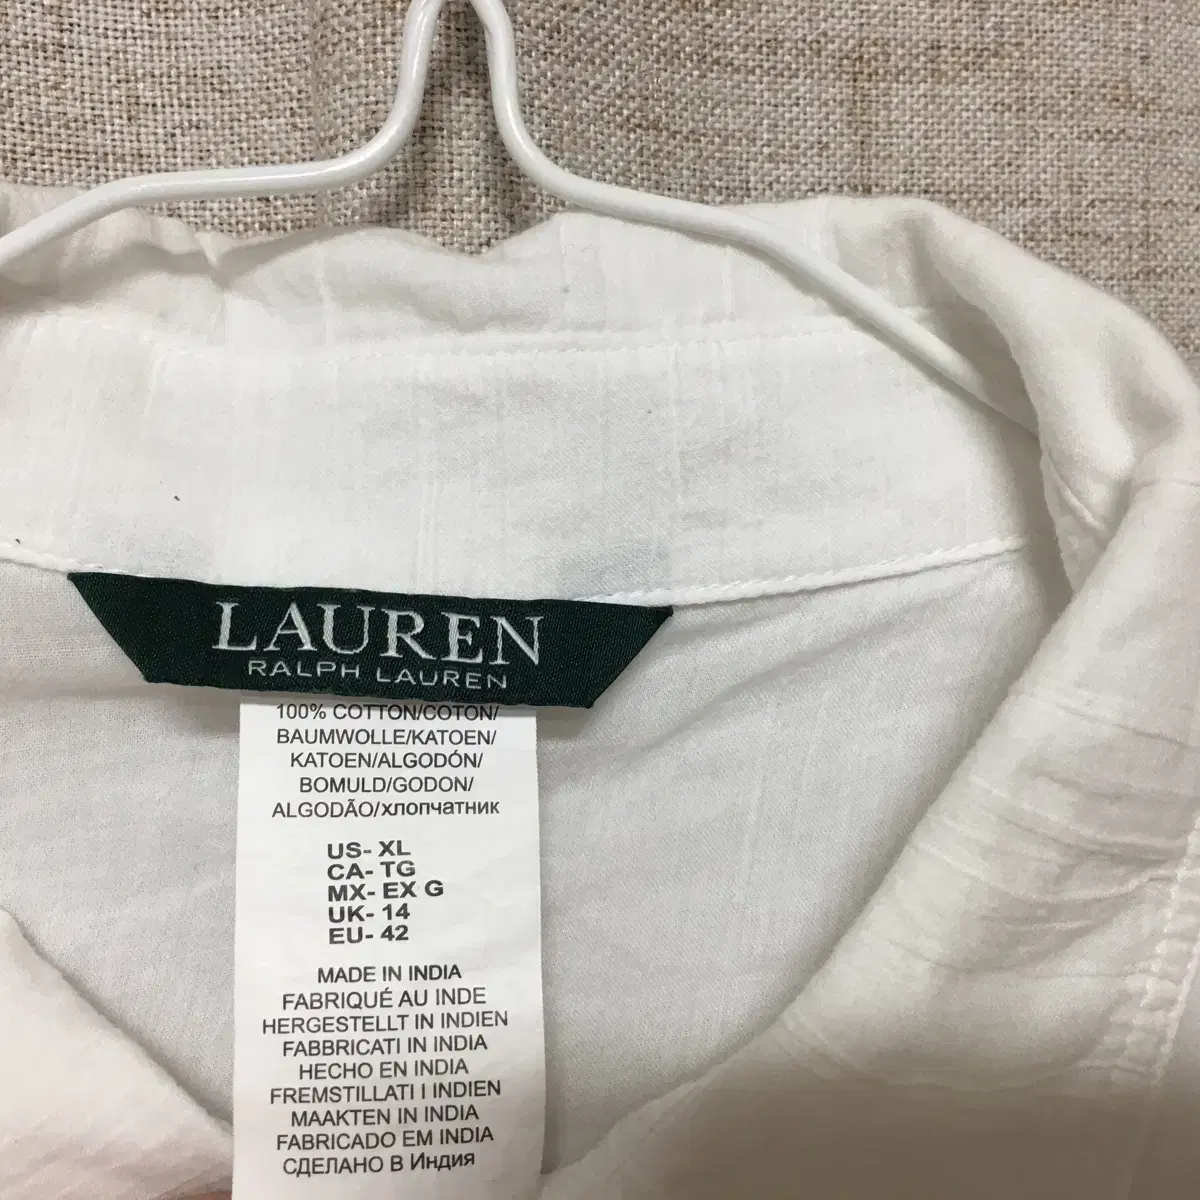 LAUREN
RALPH LAUREN
100% COTTON/COTON/
BAUMWOLLE/KATOEN/
KATOEN/ALGODÓN/
BOMULD/GODON/
ALGODÃO/хлопчатник
US- XL
CA- TG
MX- EX G
UK- 14
EU- 42
MADE IN INDIA
FABRIQUÉ AU INDE
HERGESTELLT IN INDIEN
FABBRICATI IN INDIA
HECHO EN INDIA
FREMSTILLATI I INDIEN
MAAKTEN IN INDIA
FABRICADO EM INDIA
СДЕЛАНО В Индия